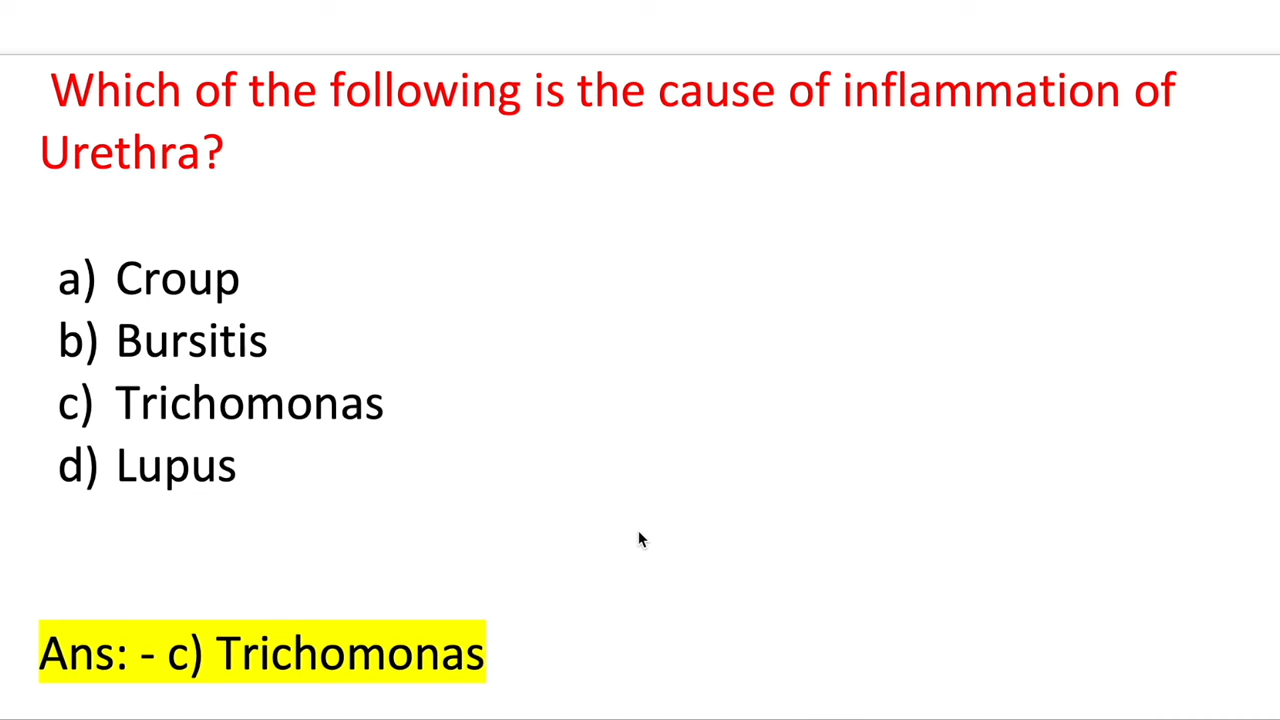 Which of the following is the cause of inflammation of
Urethra?
a) Croup
b) Bursitis
c) Trichomonas
d) Lupus
Ans: - c) Trichomonas